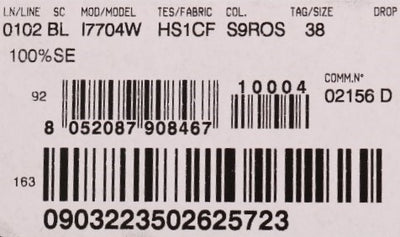 LN/LINE SC MOD/MODEL TES/FABRIC COL. TAG/SIZE DROP
0102 BL I7704W HS1CF S9ROS 38
100%SE
10004
COMM.N°
92
02156 D
8 052087 908467
163
0903223502625723